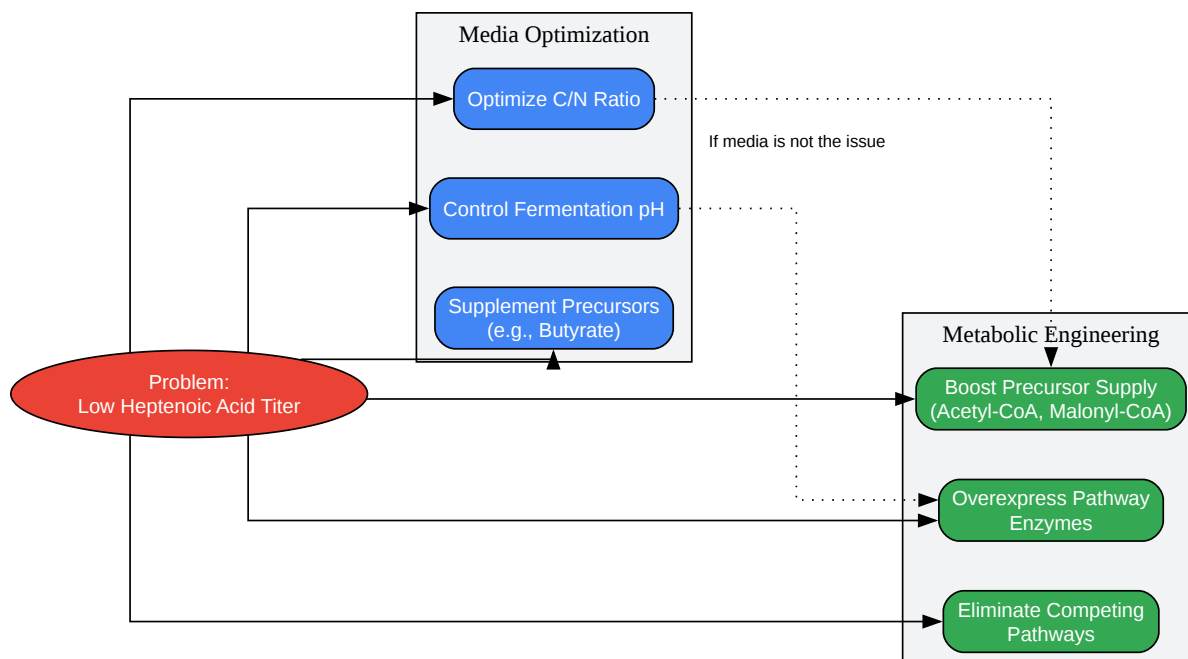 Media Optimization
Optimize C/N Ratio
If media is not the issue
Control Fermentation pH
Supplement Precursors
(e.g., Butyrate)
Problem:
Low Heptenoic Acid Titer
Metabolic Engineering
Boost Precursor Supply
(Acetyl-CoA, Malonyl-CoA)
Overexpress Pathway
Enzymes
Eliminate Competing
Pathways